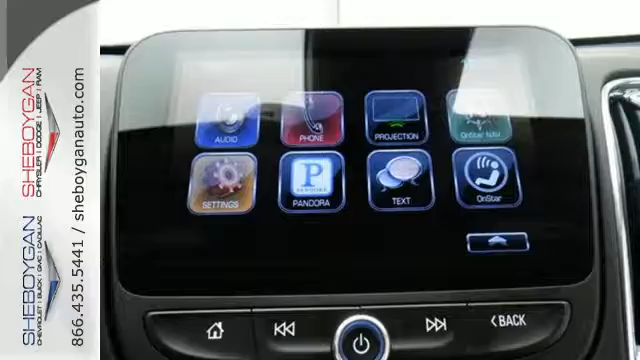 SHEBOYGAN
CHRYSLER | DODGE | JEEP | RAM
SHEBOYGAN
CHEVROLET | BUICK | GMC | CADILLAC
866.435.5441 / sheboyganauto.com
AUDIO
PHONE
PROJECTION
OnStar NAV
SETTINGS
P
PANDORA
PANDORA
TEXT
OnStar
BACK